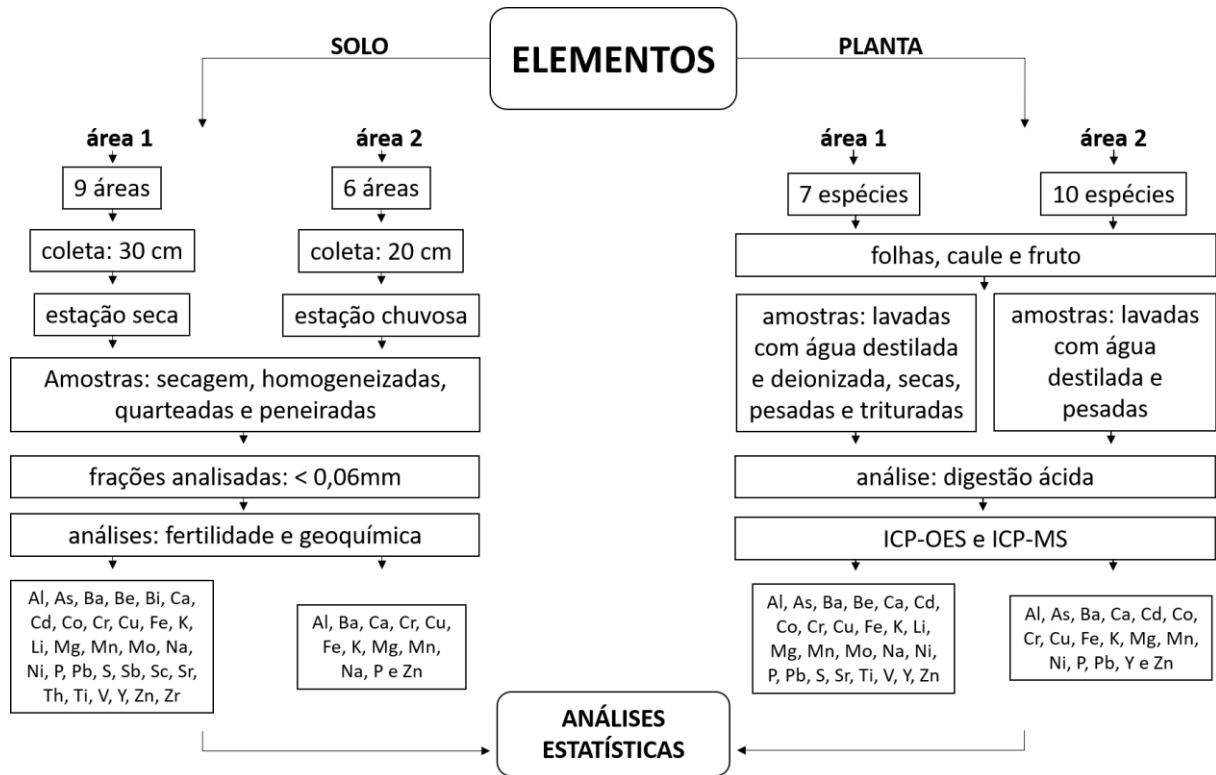 ELEMENTOS
SOLO
área 1
área 2
9 áreas
6 áreas
coleta: 30 cm
coleta: 20 cm
estação seca
estação chuvosa
Amostras: secagem, homogeneizadas,
quarteadas e peneiradas
frações analisadas: < 0,06mm
análises: fertilidade e geoquímica
Al, As, Ba, Be, Bi, Ca,
Cd, Co, Cr, Cu, Fe, K,
Li, Mg, Mn, Mo, Na,
Ni, P, Pb, S, Sb, Sc, Sr,
Th, Ti, V, Y, Zn, Zr
Al, Ba, Ca, Cr, Cu,
Fe, K, Mg, Mn,
Na, P e Zn
PLANTA
área 1
área 2
7 espécies
10 espécies
folhas, caule e fruto
amostras: lavadas
com água destilada
e deionizada, secas,
pesadas e trituradas
amostras: lavadas
com água
destilada e
pesadas
análise: digestão ácida
ICP-OES e ICP-MS
Al, As, Ba, Be, Ca, Cd,
Co, Cr, Cu, Fe, K, Li,
Mg, Mn, Mo, Na, Ni,
P, Pb, S, Sr, Ti, V, Y, Zn
Al, As, Ba, Ca, Cd, Co,
Cr, Cu, Fe, K, Mg, Mn,
Ni, P, Pb, Y e Zn
ANÁLISES
ESTATÍSTICAS